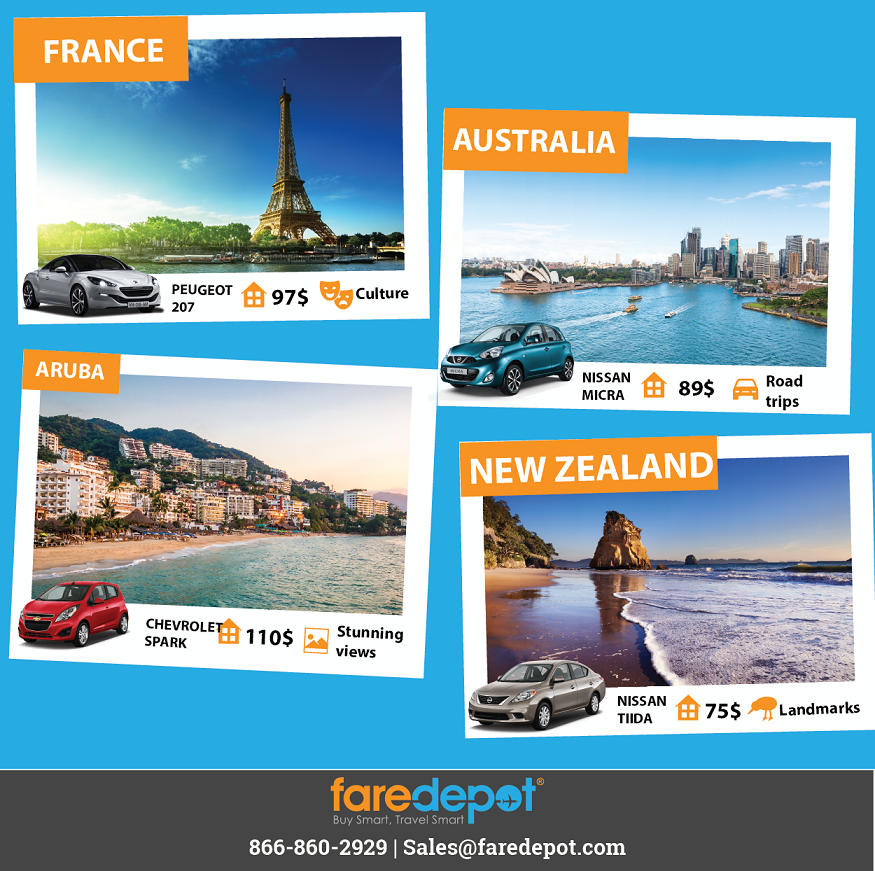 FRANCE
PEUGEOT
207
97$
Culture
AUSTRALIA
NISSAN
MICRA
89$
Road
trips
ARUBA
CHEVROLET
SPARK
110$
Stunning
views
NEW ZEALAND
NISSAN
TIIDA
75$
Landmarks
faredepot®
Buy Smart, Travel Smart
866-860-2929 | Sales@faredepot.com